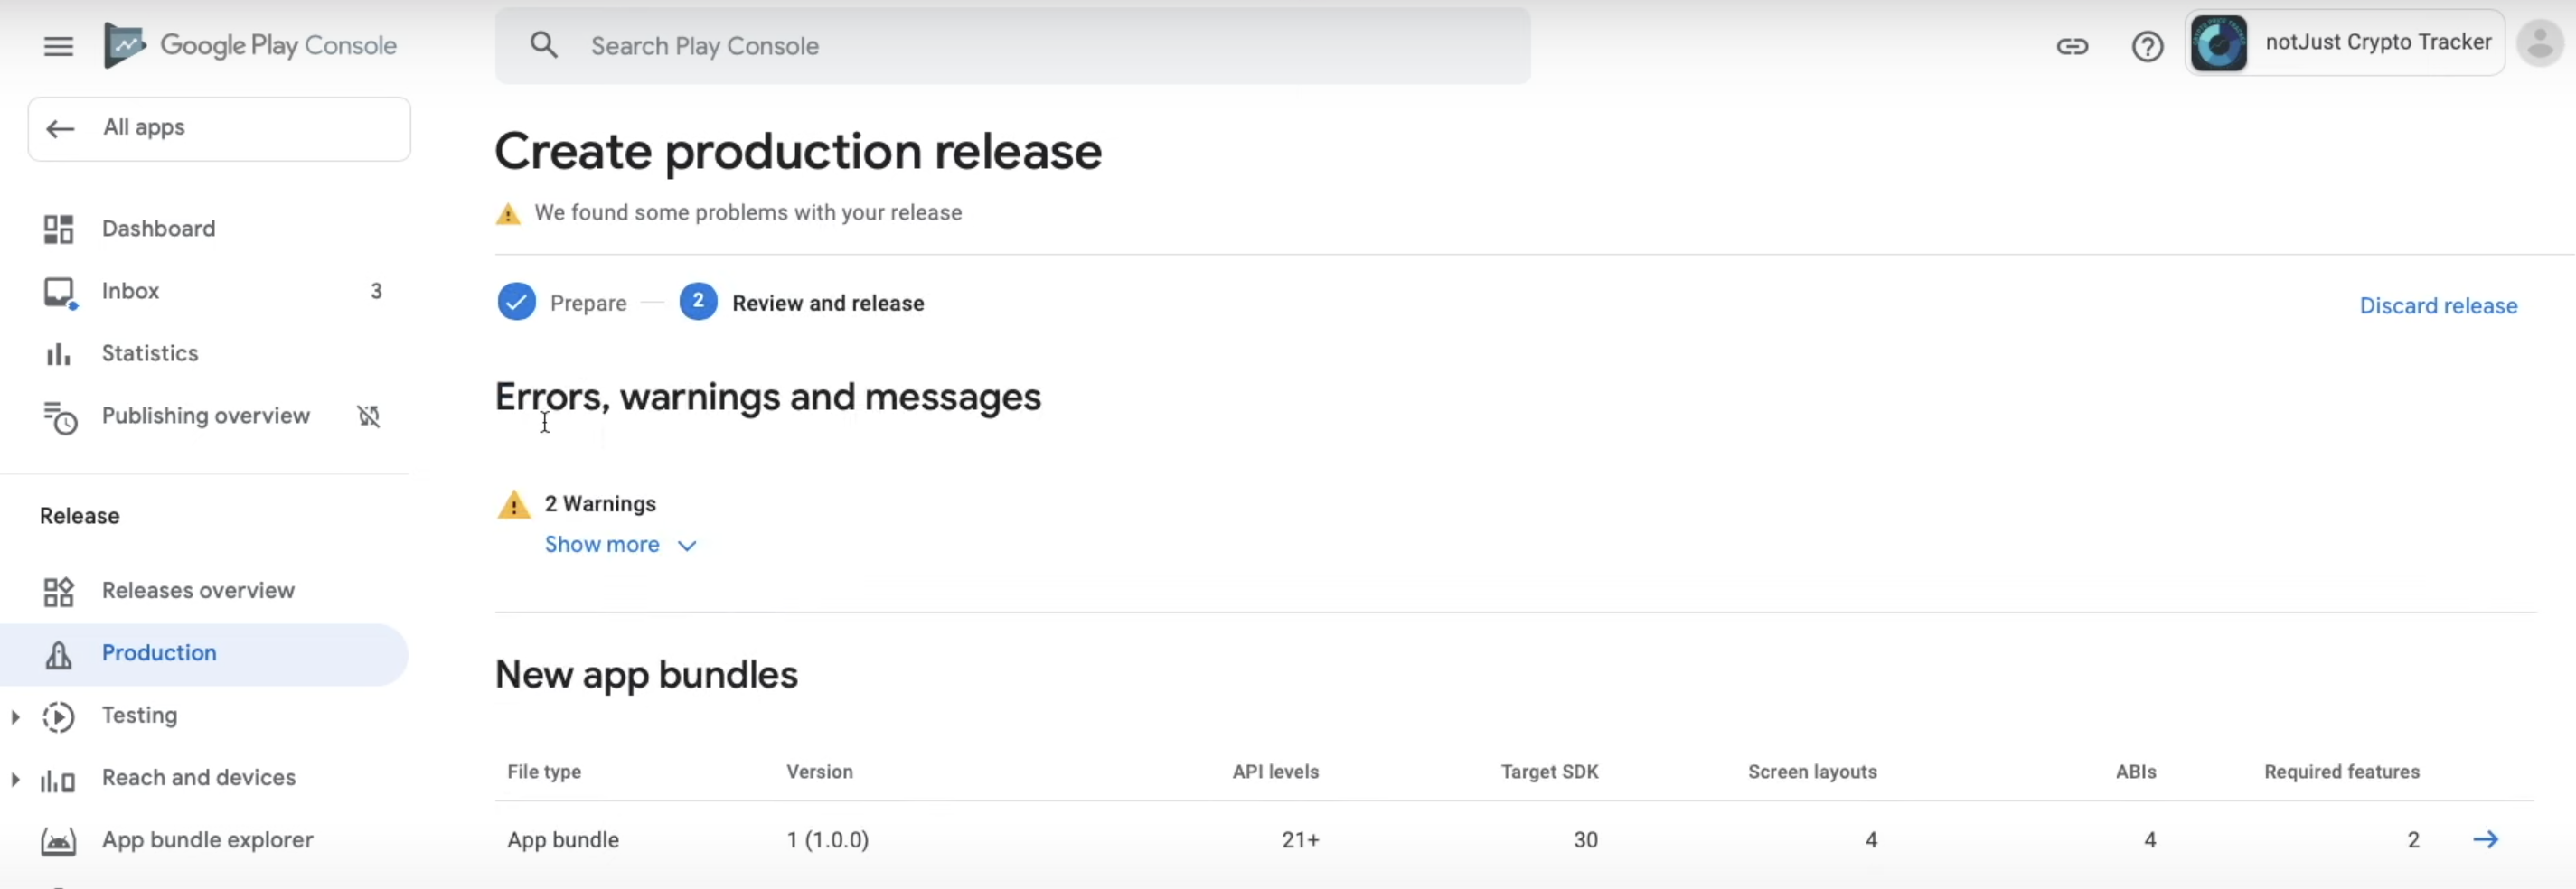 Google Play Console
Search Play Console
notJust Crypto Tracker
All apps
Dashboard
Inbox 3
Statistics
Publishing overview
Release
Releases overview
Production
Testing
Reach and devices
App bundle explorer
Create production release
We found some problems with your release
Prepare
2 Review and release
Discard release
Errors, warnings and messages
2 Warnings
Show more
New app bundles
File type Version API levels Target SDK Screen layouts ABIs Required features
App bundle 1 (1.0.0) 21+ 30 4 4 2